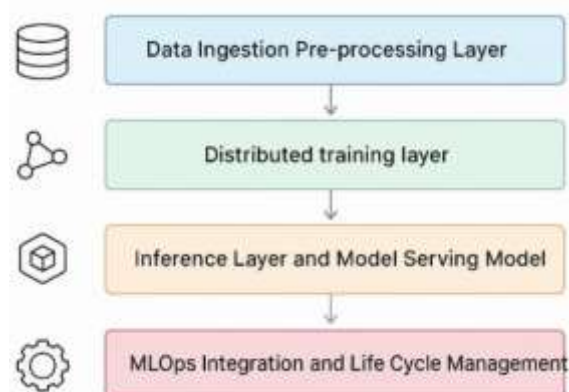 Data Ingestion Pre-processing Layer
Distributed training layer
Inference Layer and Model Serving Model
MLOps Integration and Life Cycle Management